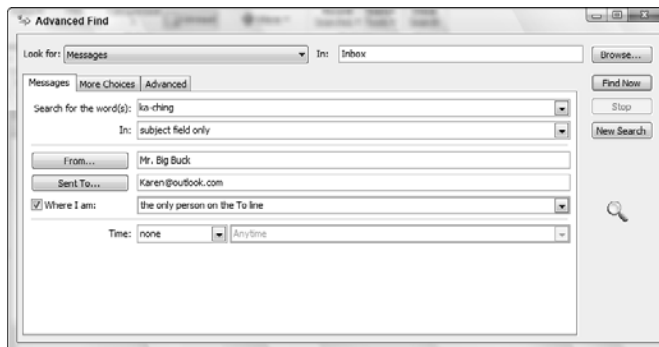 Advanced Find
Look for: Messages In: Inbox Browse...
Messages More Choices Advanced Find Now
Search for the word(s): ka-ching Stop
In: subject field only New Search
From... Mr. Big Buck
Sent To... Karen@outlook.com
Where I am: the only person on the To line
Time: none Anytime